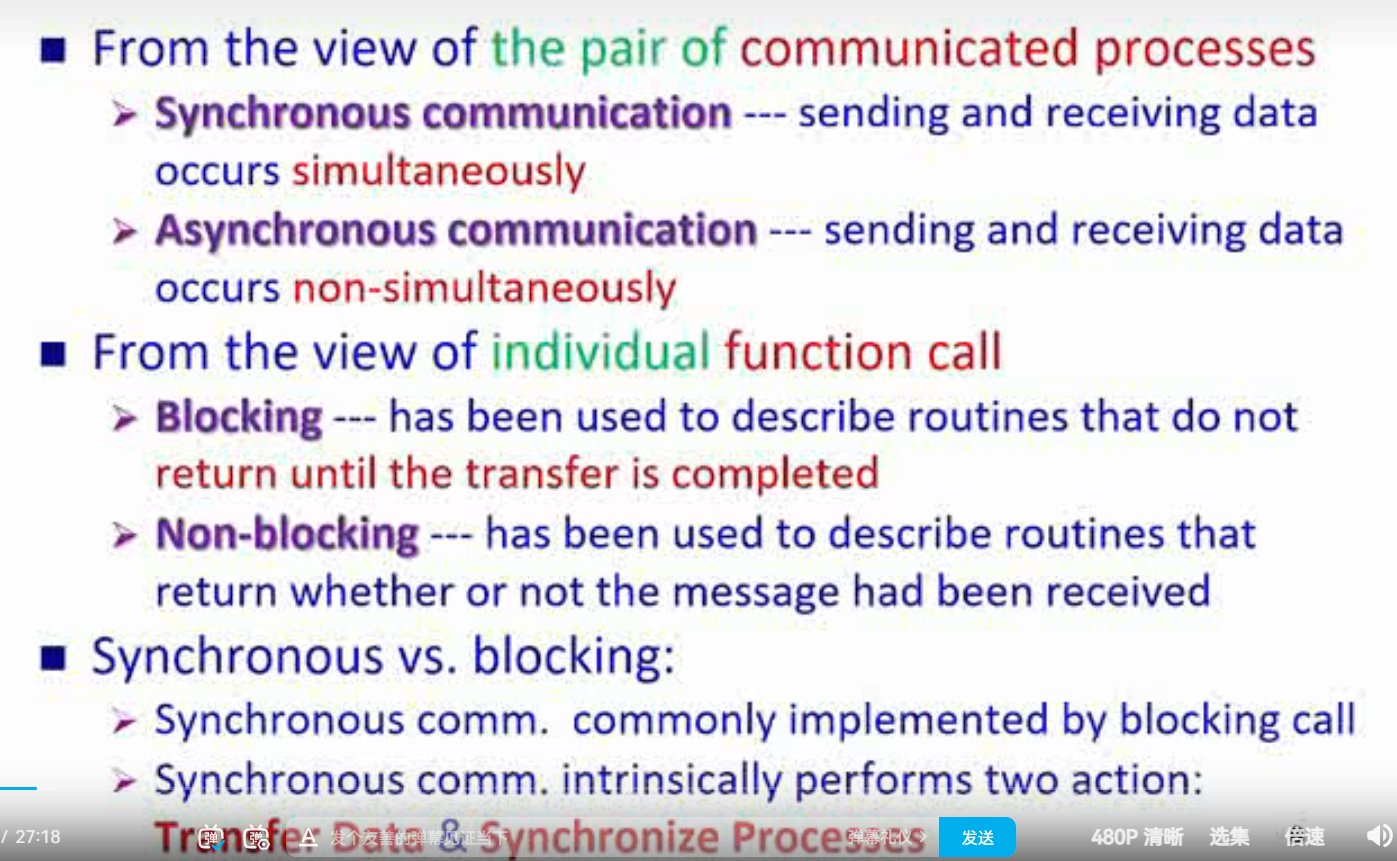 ■ From the view of the pair of communicated processes
➢ Synchronous communication --- sending and receiving data
occurs simultaneously
➢ Asynchronous communication --- sending and receiving data
occurs non-simultaneously
■ From the view of individual function call
➢ Blocking --- has been used to describe routines that do not
return until the transfer is completed
➢ Non-blocking --- has been used to describe routines that
return whether or not the message had been received
■ Synchronous vs. blocking:
➢ Synchronous comm. commonly implemented by blocking call
➢ Synchronous comm. intrinsically performs two action:
Transfer Data & Synchronize Processes
/ 27:18 弹 弹 A 发个友善的弹幕见证当下 弹幕礼仪 > 发送 480P 清晰 选集 倍速